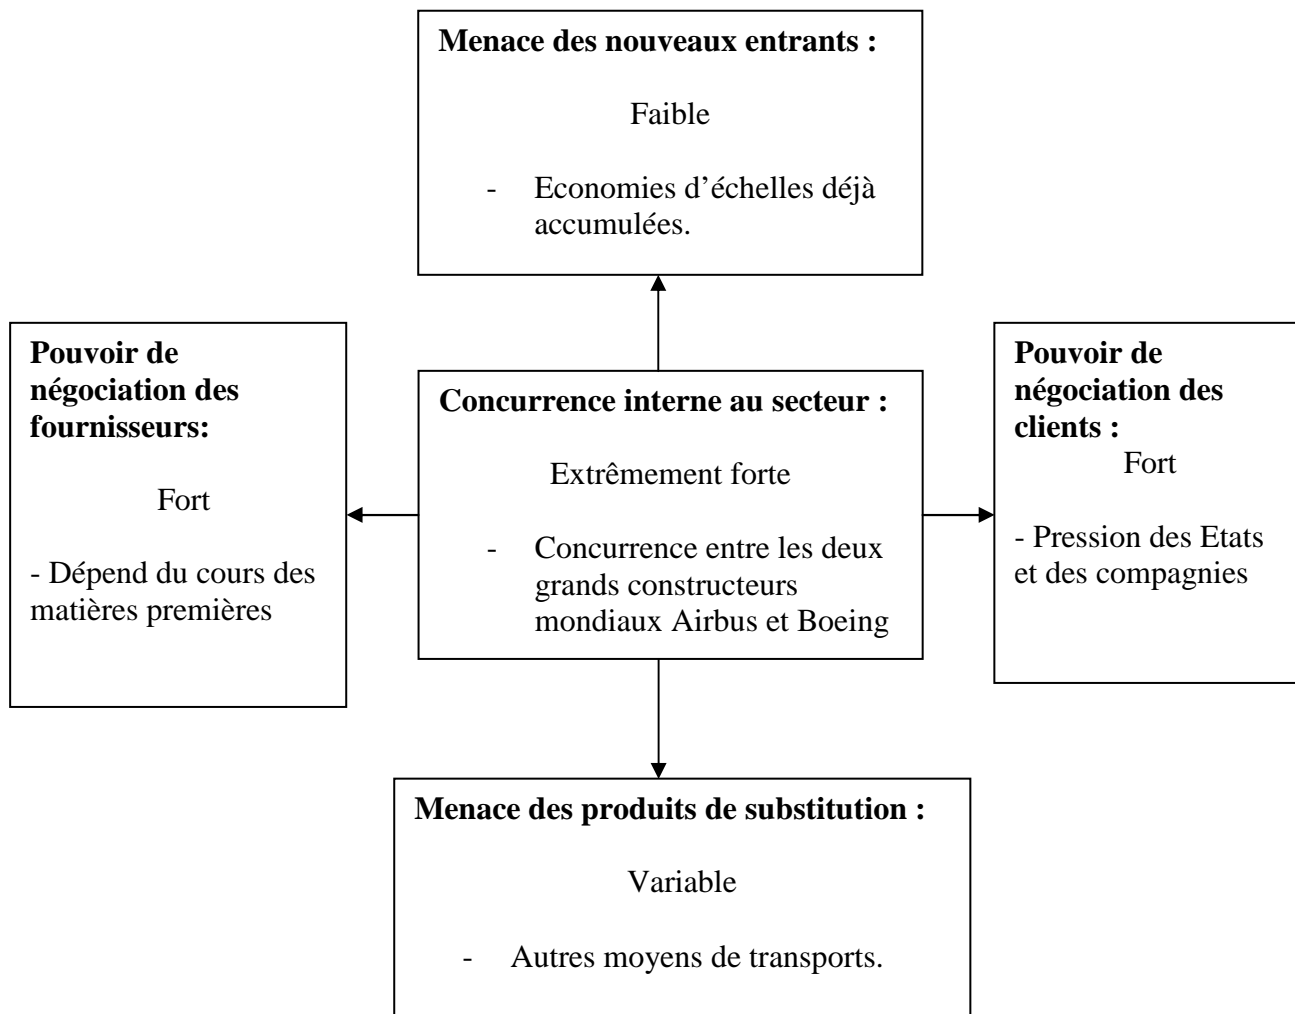 Menace des nouveaux entrants :
Faible
- Economies d’échelles déjà
accumulées.
Pouvoir de
négociation des
fournisseurs:
Fort
- Dépend du cours des
matières premières
Concurrence interne au secteur :
Extrêmement forte
- Concurrence entre les deux
grands constructeurs
mondiaux Airbus et Boeing
Pouvoir de
négociation des
clients :
Fort
- Pression des Etats
et des compagnies
Menace des produits de substitution :
Variable
- Autres moyens de transports.